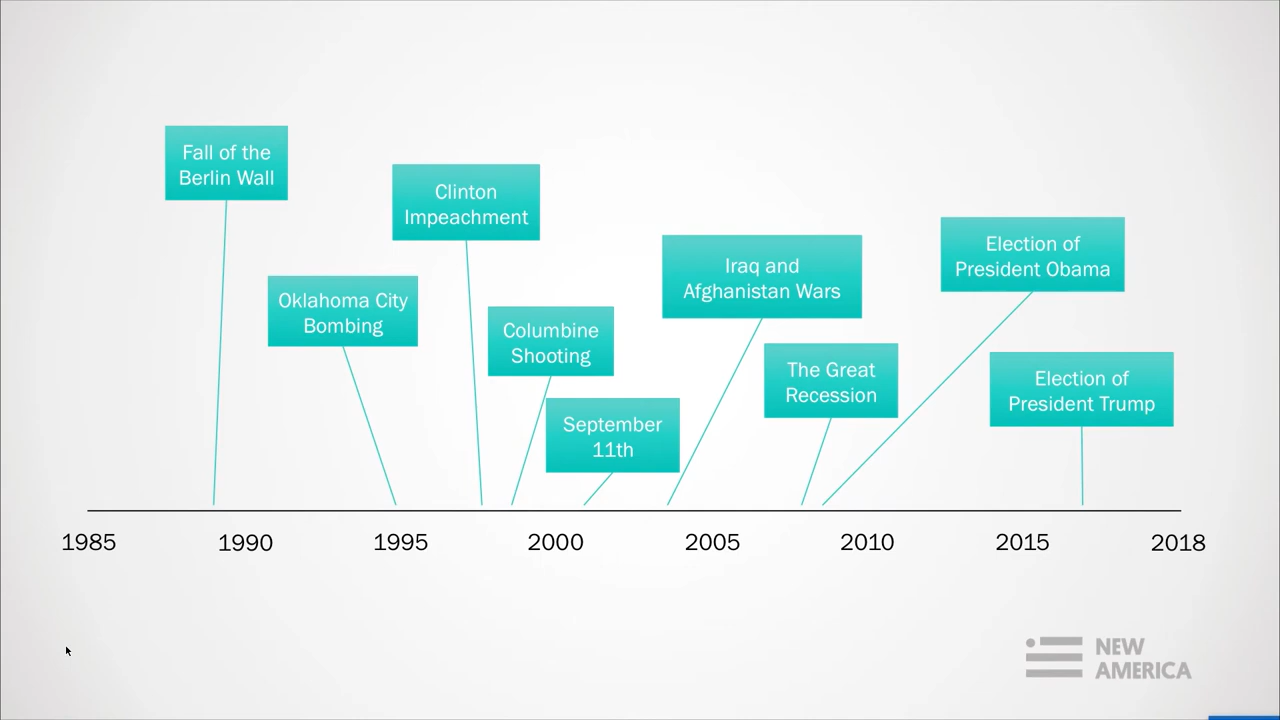 Fall of the
Berlin Wall
Clinton
Impeachment
Election of
President Obama
Iraq and
Afghanistan Wars
Oklahoma City
Bombing
Columbine
Shooting
The Great
Recession
Election of
President Trump
September
11th
1985 1990 1995 2000 2005 2010 2015 2018
NEW
AMERICA